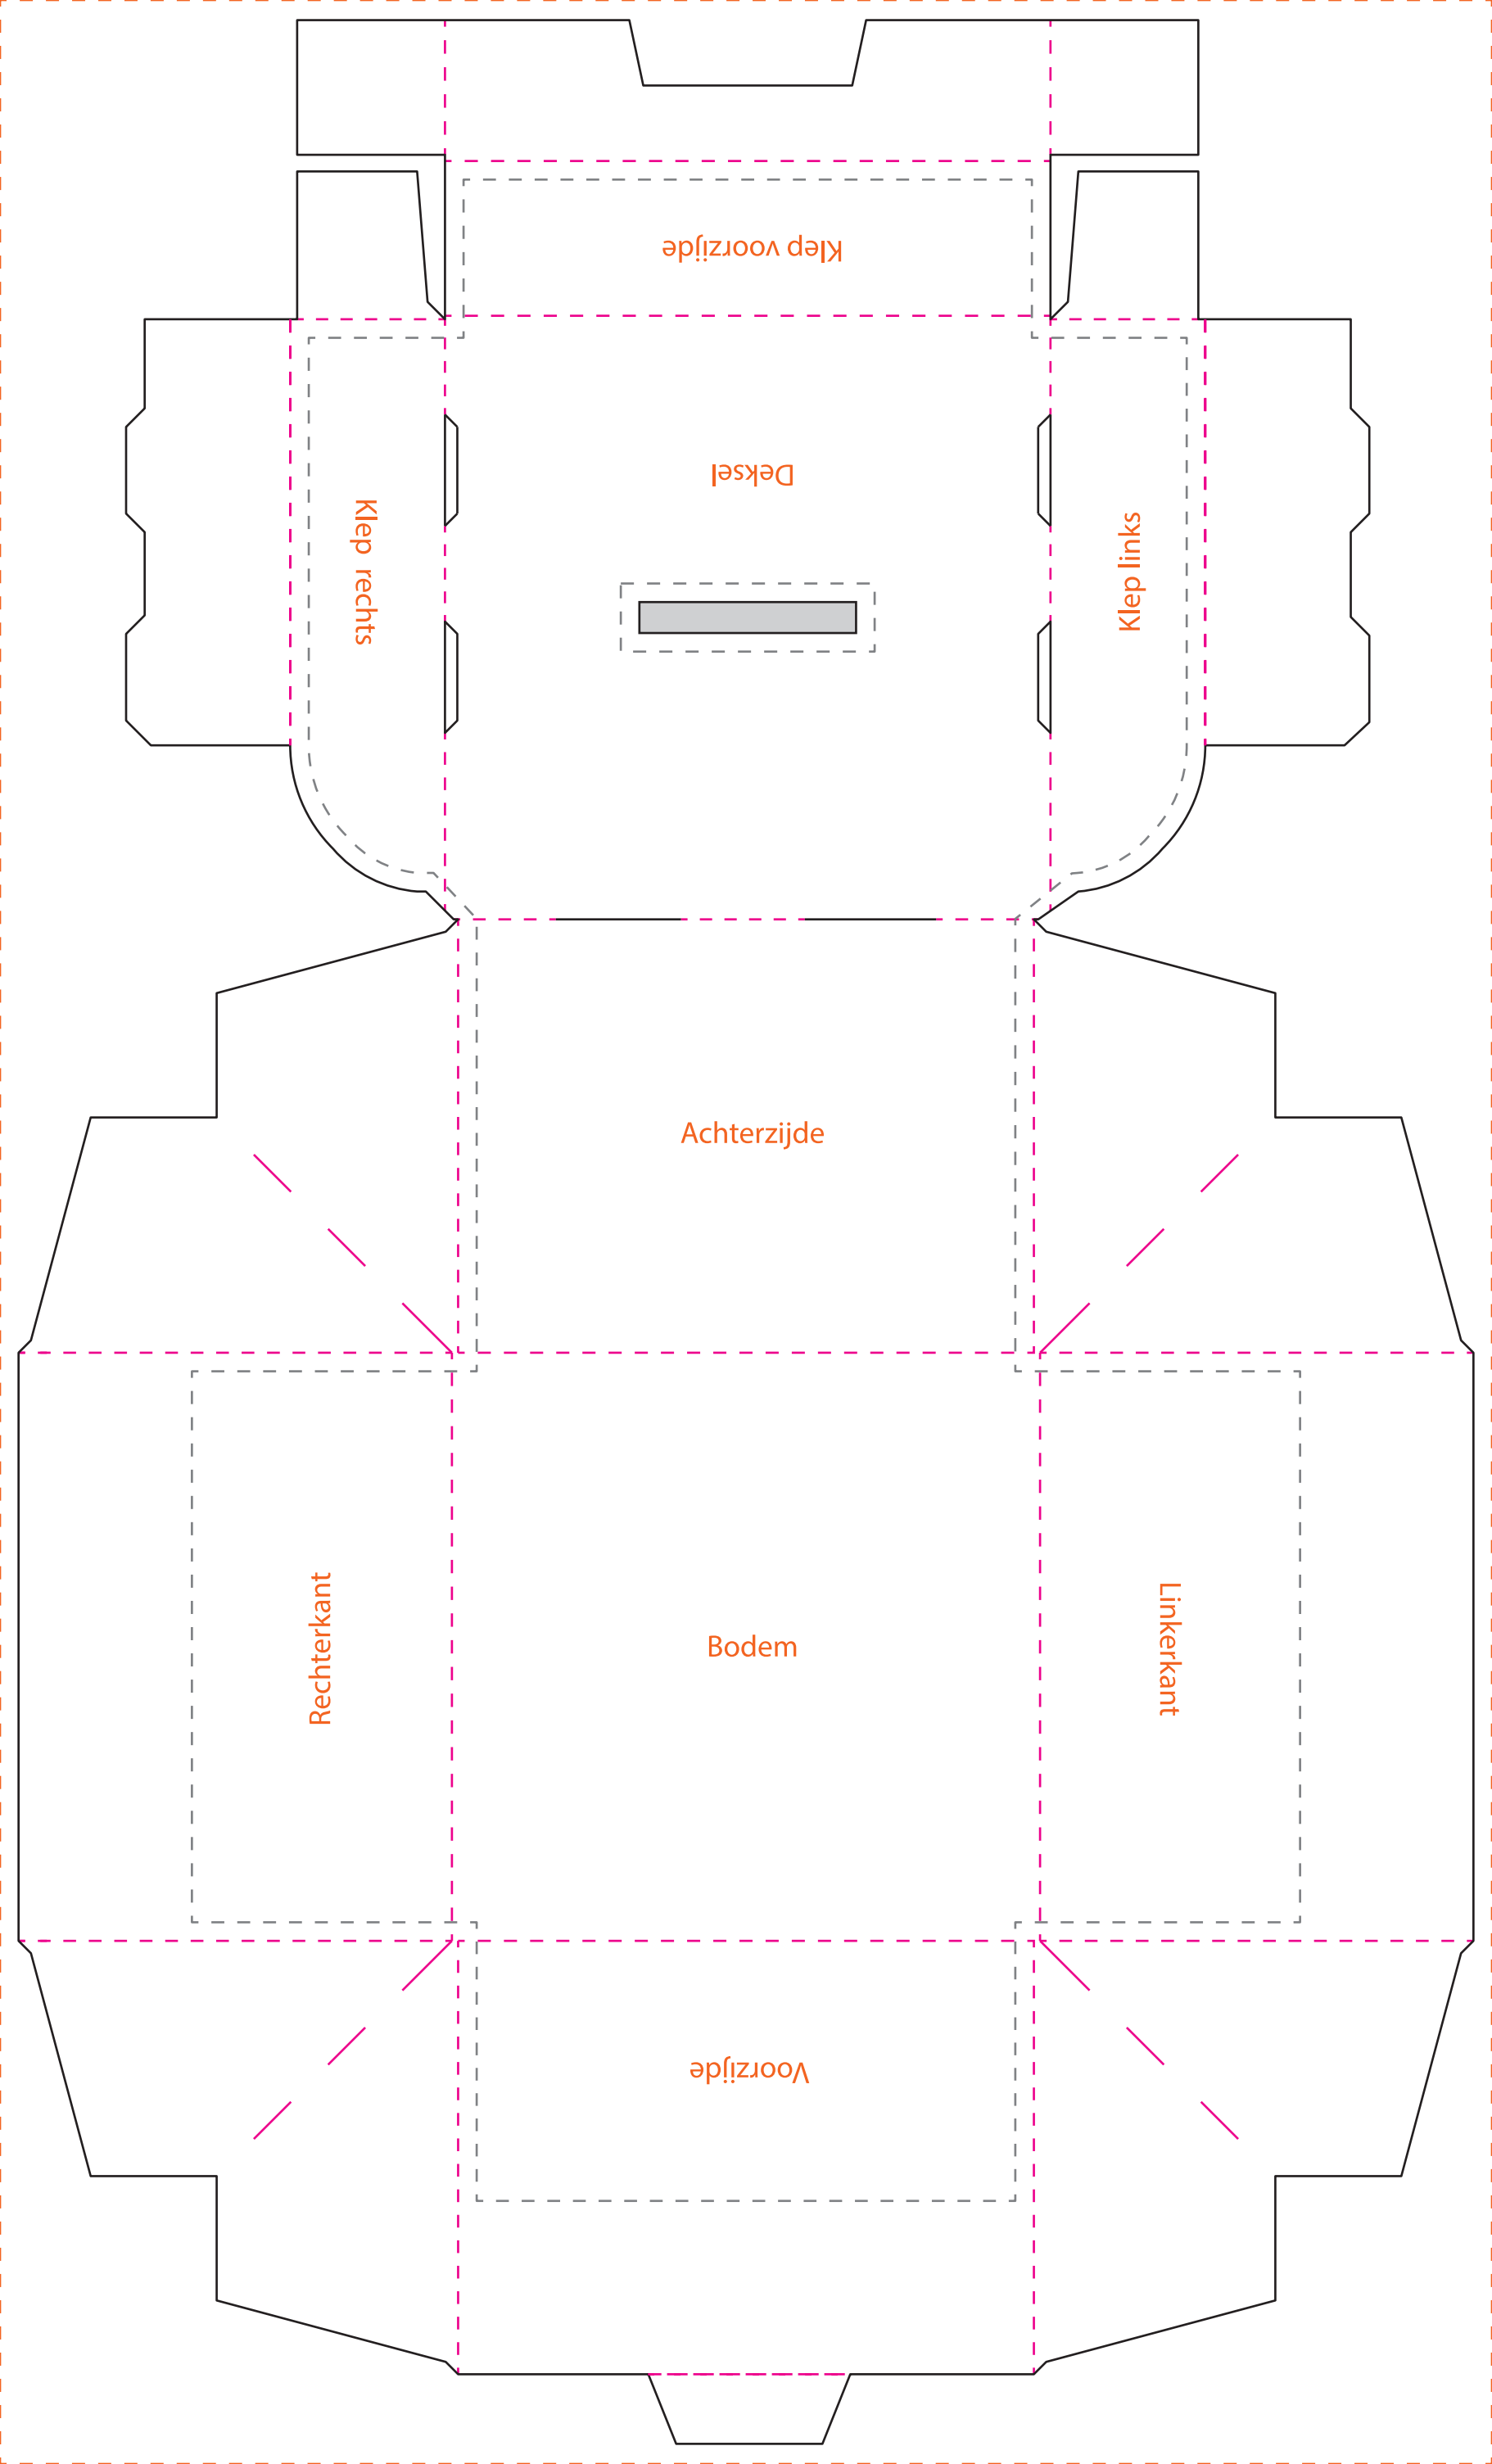 Klep voorzijde
Deksel
Klep rechts
Klep links
Achterzijde
Rechterkant
Bodem
Linkerkant
Voorzijde